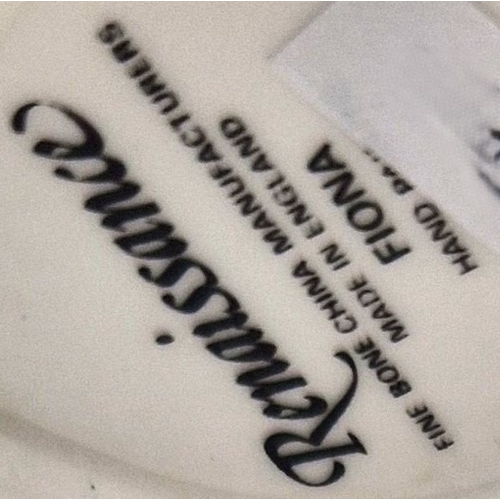 Renaissance
FINE BONE CHINA MANUFACTURERS
MADE IN ENGLAND
FIONA
HAND